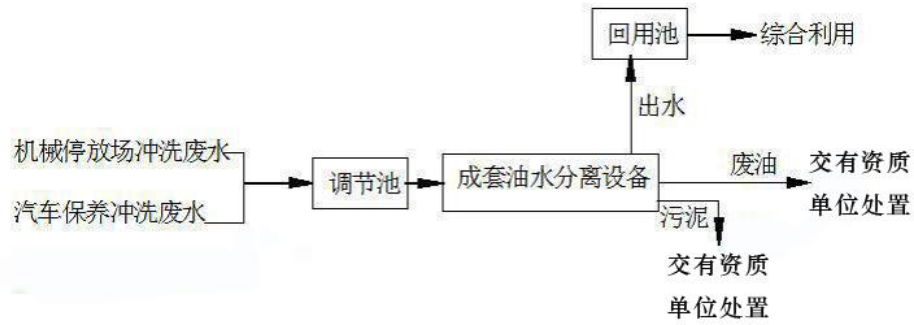 回用池
综合利用
出水
机械停放场冲洗废水
汽车保养冲洗废水
调节池
成套油水分离设备
废油
交有资质
单位处置
污泥
交有资质
单位处置